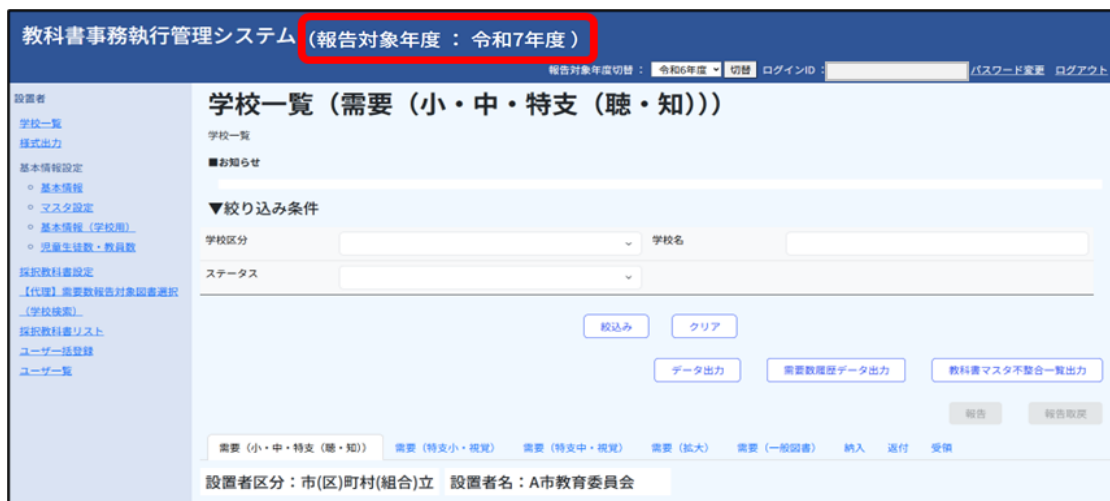 教科書事務執行管理システム (報告対象年度 : 令和7年度)
報告対象年度切替: 令和6年度 切替 ログインID: パスワード変更 ログアウト
設置者
学校一覧
様式出力
基本情報設定
基本情報
マスタ設定
基本情報(学校用)
児童生徒数・教員数
採択教科書設定
【代理】需要数報告対象図書選択
(学校検索)
採択教科書リスト
ユーザ一括登録
ユーザ一覧
学校一覧(需要(小・中・特支(聴・知)))
学校一覧
■お知らせ
▼絞り込み条件
学校区分 学校名
ステータス
絞込み クリア
データ出力 需要数履歴データ出力 教科書マスタ不整合一覧出力
報告 報告取戻
需要(小・中・特支(聴・知)) 需要(特支小・視覚) 需要(特支中・視覚) 需要(拡大) 需要(一般図書) 納入 返付 受領
設置者区分:市(区)町村(組合)立 設置者名:A市教育委員会